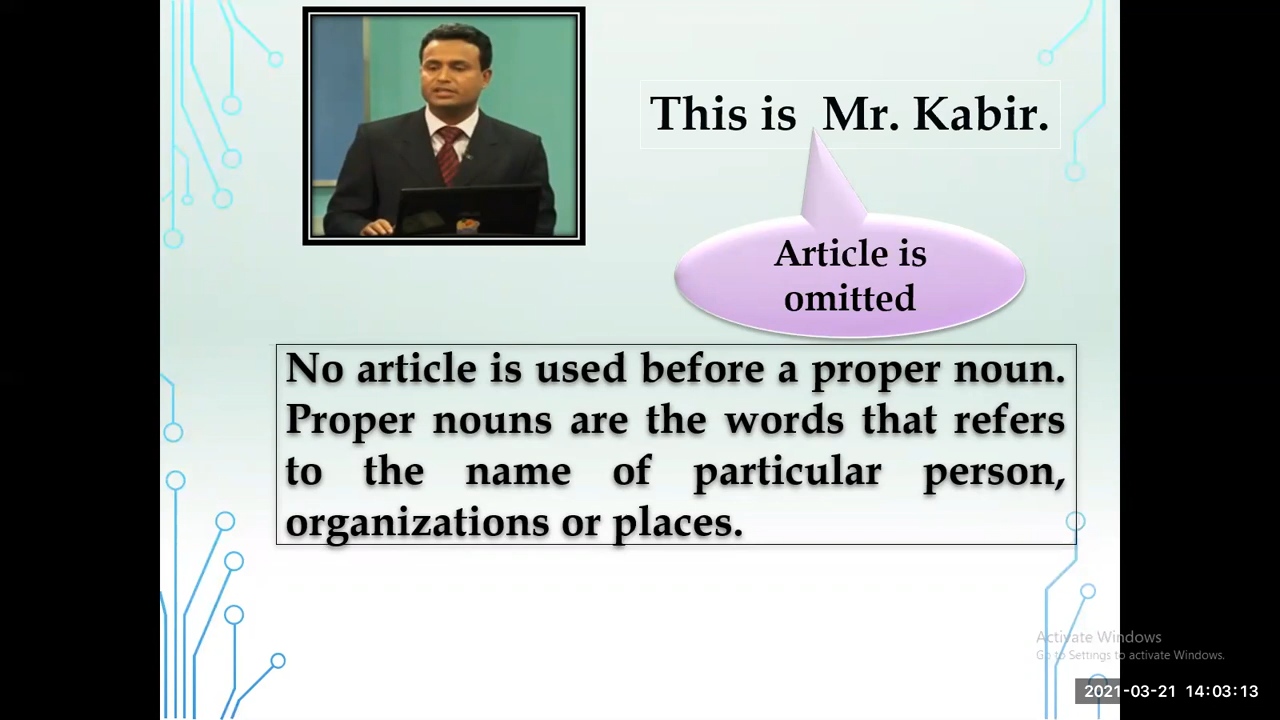 This is Mr. Kabir.
Article is
omitted
No article is used before a proper noun.
Proper nouns are the words that refers
to the name of particular person,
organizations or places.
Activate Windows
Go to Settings to activate Windows.
2021-03-21 14:03:13